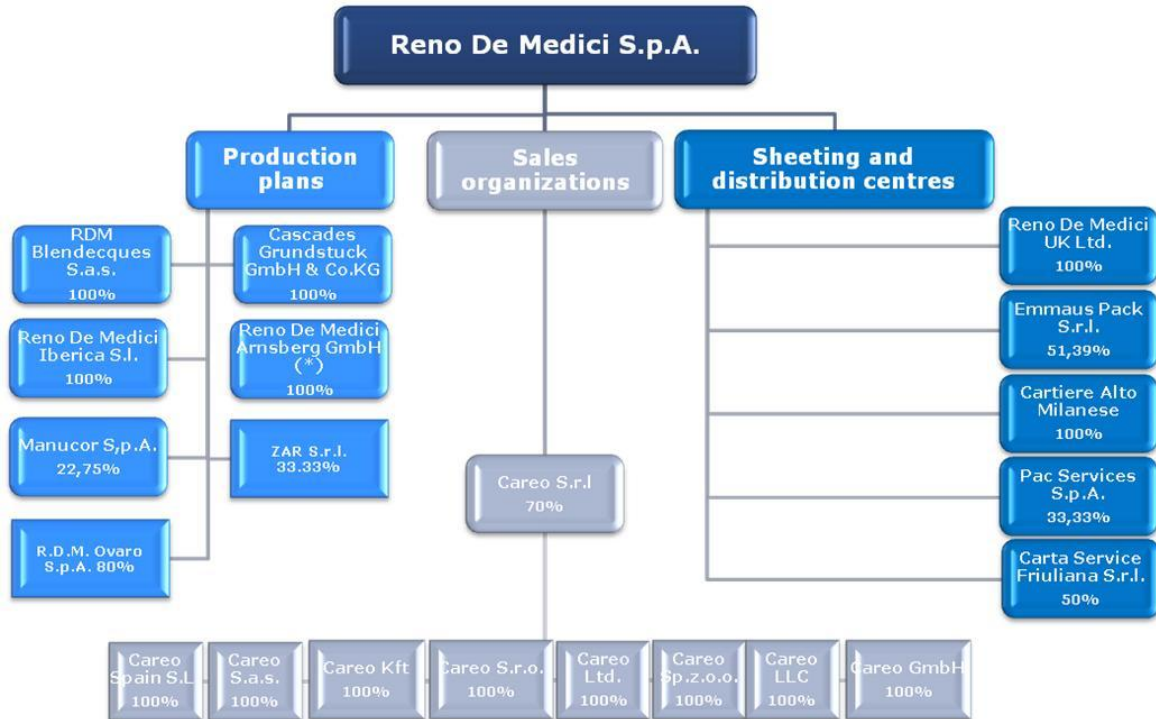 Reno De Medici S.p.A.
Production
plans
Sales
organizations
Sheeting and
distribution centres
RDM
Blendecques
S.a.s.
100%
Cascades
Grundstuck
GmbH & Co.KG
100%
Reno De Medici
Iberica S.l.
100%
Reno De Medici
Arnsberg GmbH
(*)
100%
Manucor S,p.A.
22,75%
ZAR S.r.l.
33.33%
R.D.M. Ovaro
S.p.A. 80%
Careo S.r.l
70%
Reno De Medici
UK Ltd.
100%
Emmaus Pack
S.r.l.
51,39%
Cartiere Alto
Milanese
100%
Pac Services
S.p.A.
33,33%
Carta Service
Friuliana S.r.l.
50%
Careo
Spain S.L
100%
Careo
S.a.s.
100%
Careo Kft
100%
Careo S.r.o.
100%
Careo
Ltd.
100%
Careo
Sp.z.o.o.
100%
Careo
LLC
100%
Careo GmbH
100%